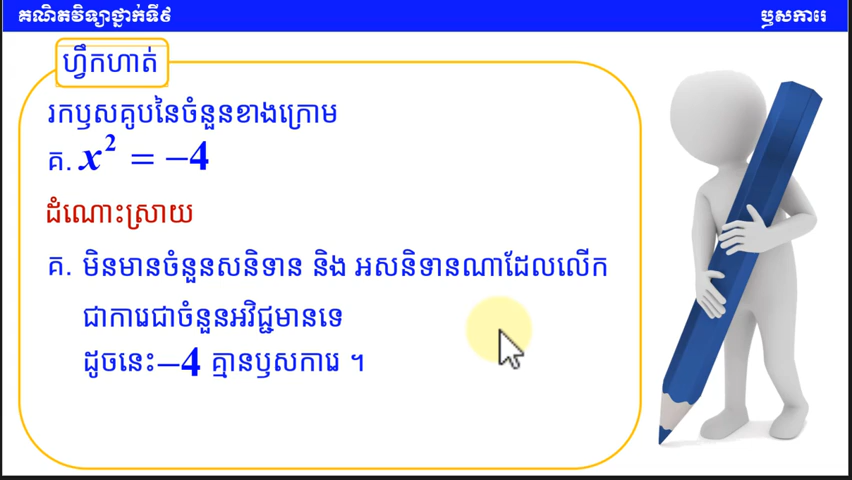 គណិតវិទ្យាថ្នាក់ទី៩
ឫសការេ
ហ្វឹកហាត់
រកឫសគូបនៃចំនួនខាងក្រោម
គ. x² = −4
ដំណោះស្រាយ
គ. មិនមានចំនួនសនិទាន និង អសនិទានណាដែលលើក
ជាការេជាចំនួនអវិជ្ជមានទេ
ដូចនេះ−4 គ្មានឫសការេ ។